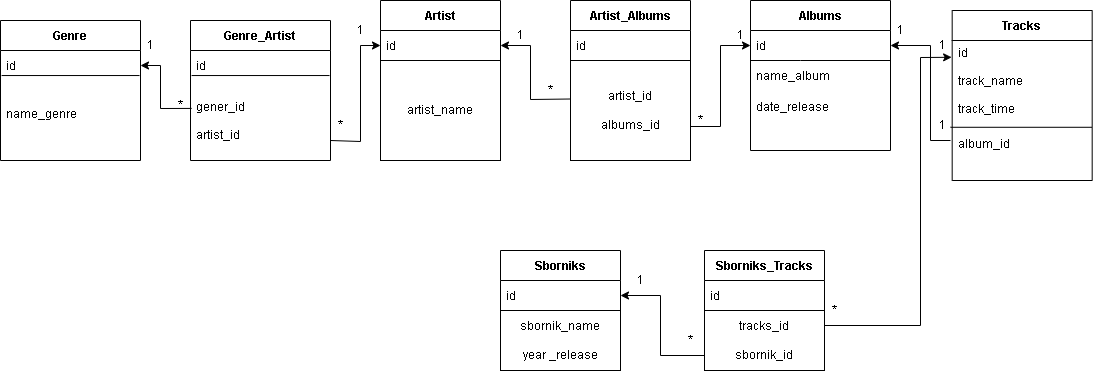 Genre
id
name_genre
1
*
Genre_Artist
id
gener_id
artist_id
1
*
Artist
id
artist_name
1
*
Artist_Albums
id
artist_id
albums_id
1
*
Albums
id
name_album
date_release
1
1
Tracks
id
track_name
track_time
album_id
1
*
Sborniks
id
sbornik_name
year_release
1
*
Sborniks_Tracks
id
tracks_id
sbornik_id